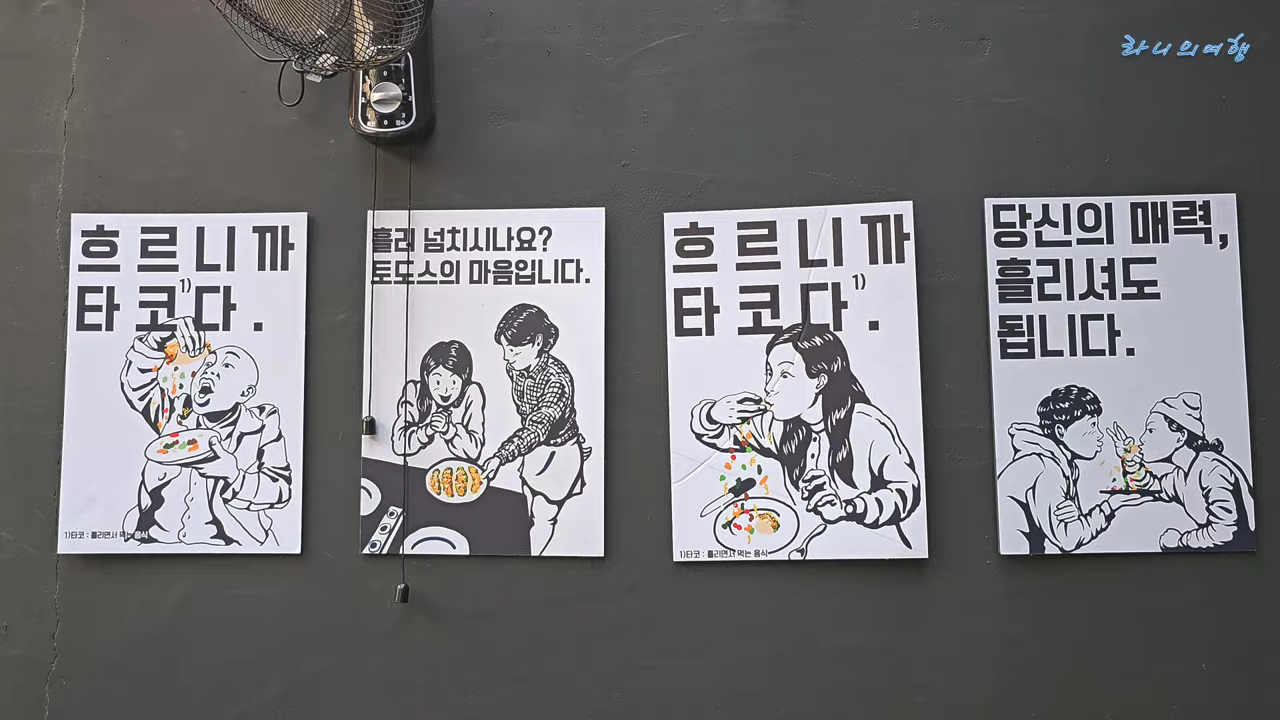 라니의여행
흐르니까
타코1)다.
1)타코 : 흘리면서 먹는 음식
흘러 넘치시나요?
토도스의 마음입니다.
흐르니까
타코다1).
1)타코 : 흘리면서 먹는 음식
당신의 매력,
흘리셔도
됩니다.